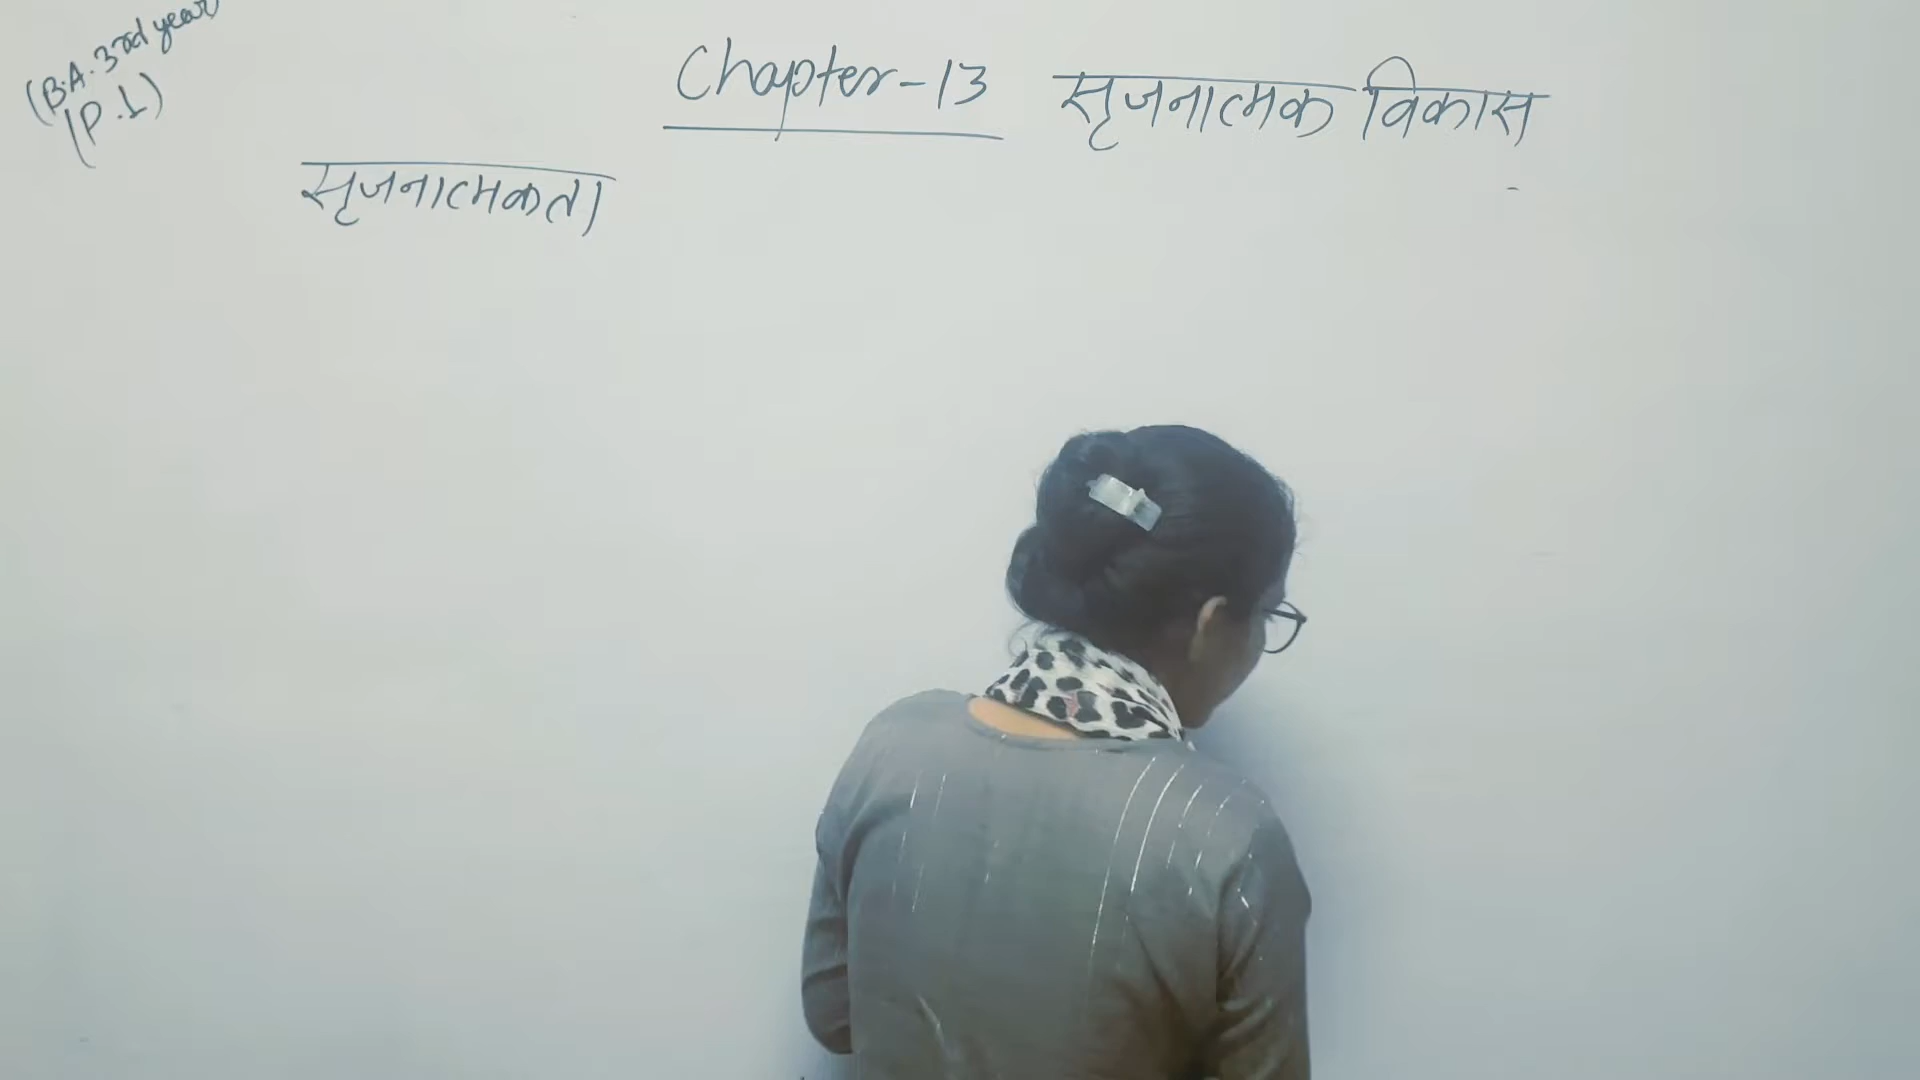 (B.A. 3rd year)
(P.1)
Chapter-13 सृजनात्मक विकास
सृजनात्मकता